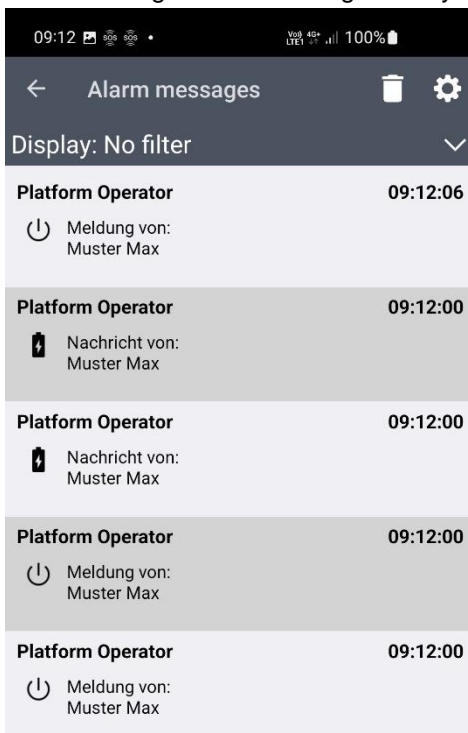 09:12 sos sos
Vo)) 4G+ 100%
LTE1
Alarm messages
Display: No filter
Platform Operator 09:12:06
Meldung von:
Muster Max
Platform Operator 09:12:00
Nachricht von:
Muster Max
Platform Operator 09:12:00
Nachricht von:
Muster Max
Platform Operator 09:12:00
Meldung von:
Muster Max
Platform Operator 09:12:00
Meldung von:
Muster Max